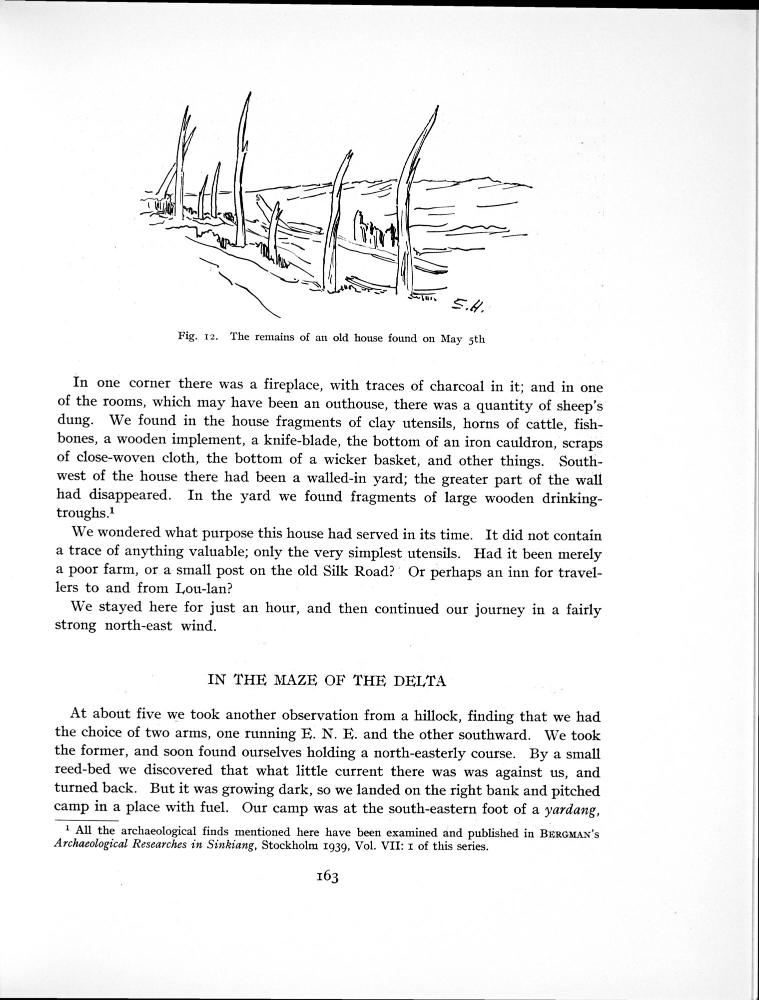 S.H.
Fig. 12. The remains of an old house found on May 5th
In one corner there was a fireplace, with traces of charcoal in it; and in one
of the rooms, which may have been an outhouse, there was a quantity of sheep's
dung. We found in the house fragments of clay utensils, horns of cattle, fish-
bones, a wooden implement, a knife-blade, the bottom of an iron cauldron, scraps
of close-woven cloth, the bottom of a wicker basket, and other things. South-
west of the house there had been a walled-in yard; the greater part of the wall
had disappeared. In the yard we found fragments of large wooden drinking-
troughs.¹
We wondered what purpose this house had served in its time. It did not contain
a trace of anything valuable; only the very simplest utensils. Had it been merely
a poor farm, or a small post on the old Silk Road? Or perhaps an inn for travel-
lers to and from Lou-lan?
We stayed here for just an hour, and then continued our journey in a fairly
strong north-east wind.
IN THE MAZE OF THE DELTA
At about five we took another observation from a hillock, finding that we had
the choice of two arms, one running E. N. E. and the other southward. We took
the former, and soon found ourselves holding a north-easterly course. By a small
reed-bed we discovered that what little current there was was against us, and
turned back. But it was growing dark, so we landed on the right bank and pitched
camp in a place with fuel. Our camp was at the south-eastern foot of a yardang,
¹ All the archaeological finds mentioned here have been examined and published in BERGMAN's
Archaeological Researches in Sinkiang, Stockholm 1939, Vol. VII: 1 of this series.
163